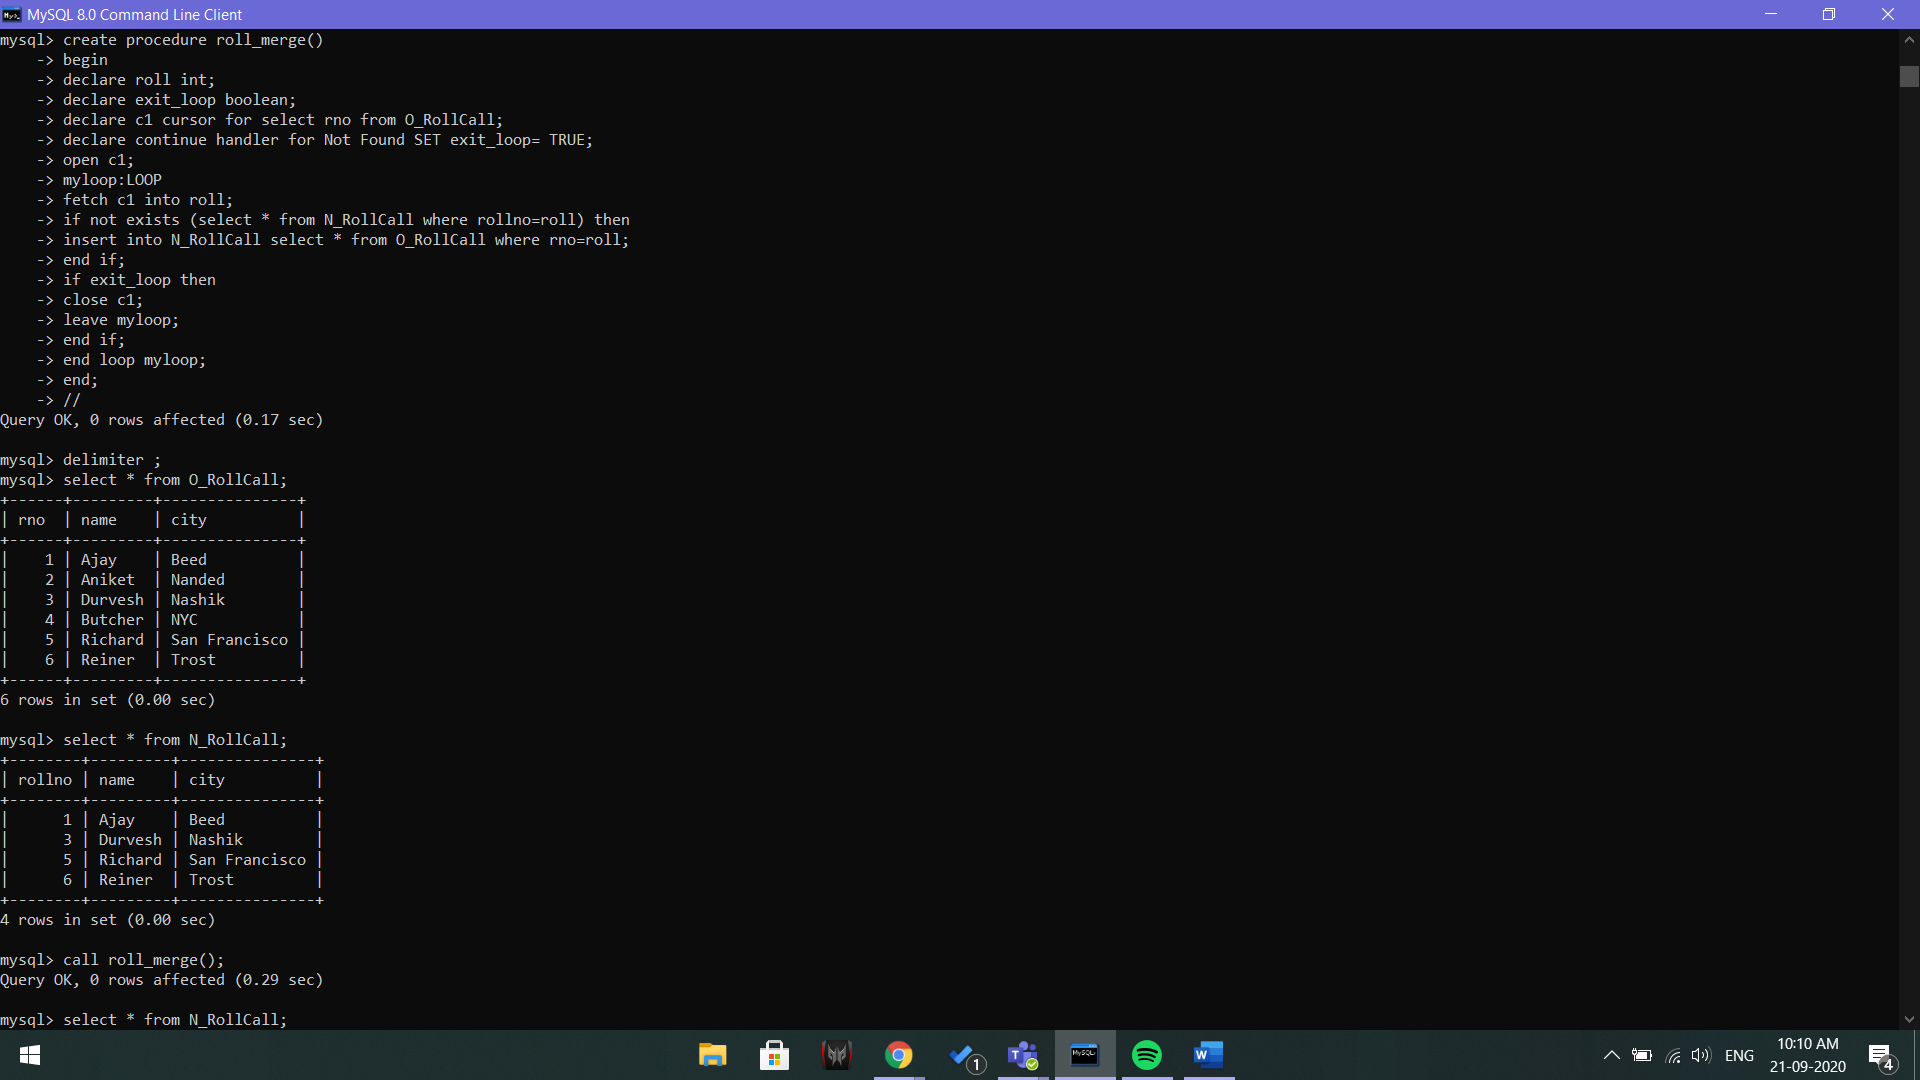 MySQL 8.0 Command Line Client
mysql> create procedure roll_merge()
    -> begin
    -> declare roll int;
    -> declare exit_loop boolean;
    -> declare c1 cursor for select rno from O_RollCall;
    -> declare continue handler for Not Found SET exit_loop= TRUE;
    -> open c1;
    -> myloop:LOOP
    -> fetch c1 into roll;
    -> if not exists (select * from N_RollCall where rollno=roll) then
    -> insert into N_RollCall select * from O_RollCall where rno=roll;
    -> end if;
    -> if exit_loop then
    -> close c1;
    -> leave myloop;
    -> end if;
    -> end loop myloop;
    -> end;
    -> //
Query OK, 0 rows affected (0.17 sec)
mysql> delimiter ;
mysql> select * from O_RollCall;
+------+---------+---------------+
| rno  | name    | city          |
+------+---------+---------------+
|    1 | Ajay    | Beed          |
|    2 | Aniket  | Nanded        |
|    3 | Durvesh | Nashik        |
|    4 | Butcher | NYC           |
|    5 | Richard | San Francisco |
|    6 | Reiner  | Trost         |
+------+---------+---------------+
6 rows in set (0.00 sec)
mysql> select * from N_RollCall;
+--------+---------+---------------+
| rollno | name    | city          |
+--------+---------+---------------+
|      1 | Ajay    | Beed          |
|      3 | Durvesh | Nashik        |
|      5 | Richard | San Francisco |
|      6 | Reiner  | Trost         |
+--------+---------+---------------+
4 rows in set (0.00 sec)
mysql> call roll_merge();
Query OK, 0 rows affected (0.29 sec)
mysql> select * from N_RollCall;
1
T
MySQL>
W
ENG
10:10 AM
21-09-2020
4